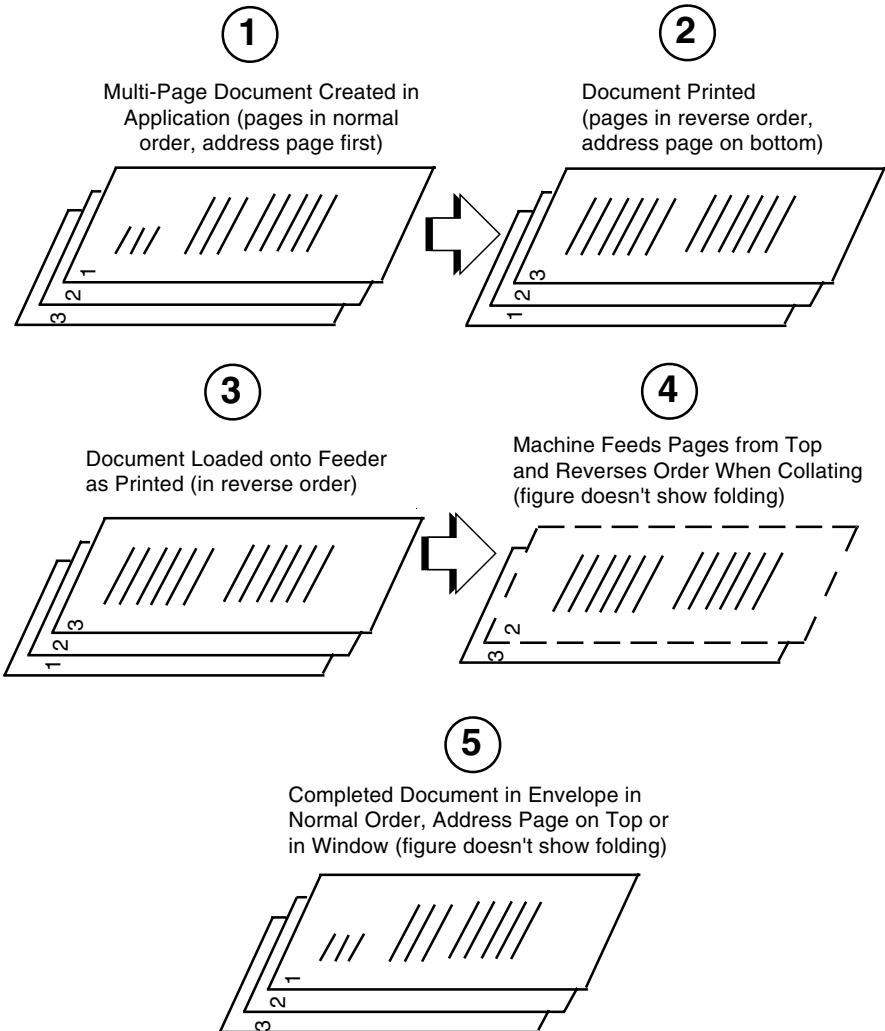 1
Multi-Page Document Created in
Application (pages in normal
order, address page first)
1
2
3
2
Document Printed
(pages in reverse order,
address page on bottom)
3
2
1
3
Document Loaded onto Feeder
as Printed (in reverse order)
3
2
1
4
Machine Feeds Pages from Top
and Reverses Order When Collating
(figure doesn't show folding)
2
3
5
Completed Document in Envelope in
Normal Order, Address Page on Top or
in Window (figure doesn't show folding)
1
2
3